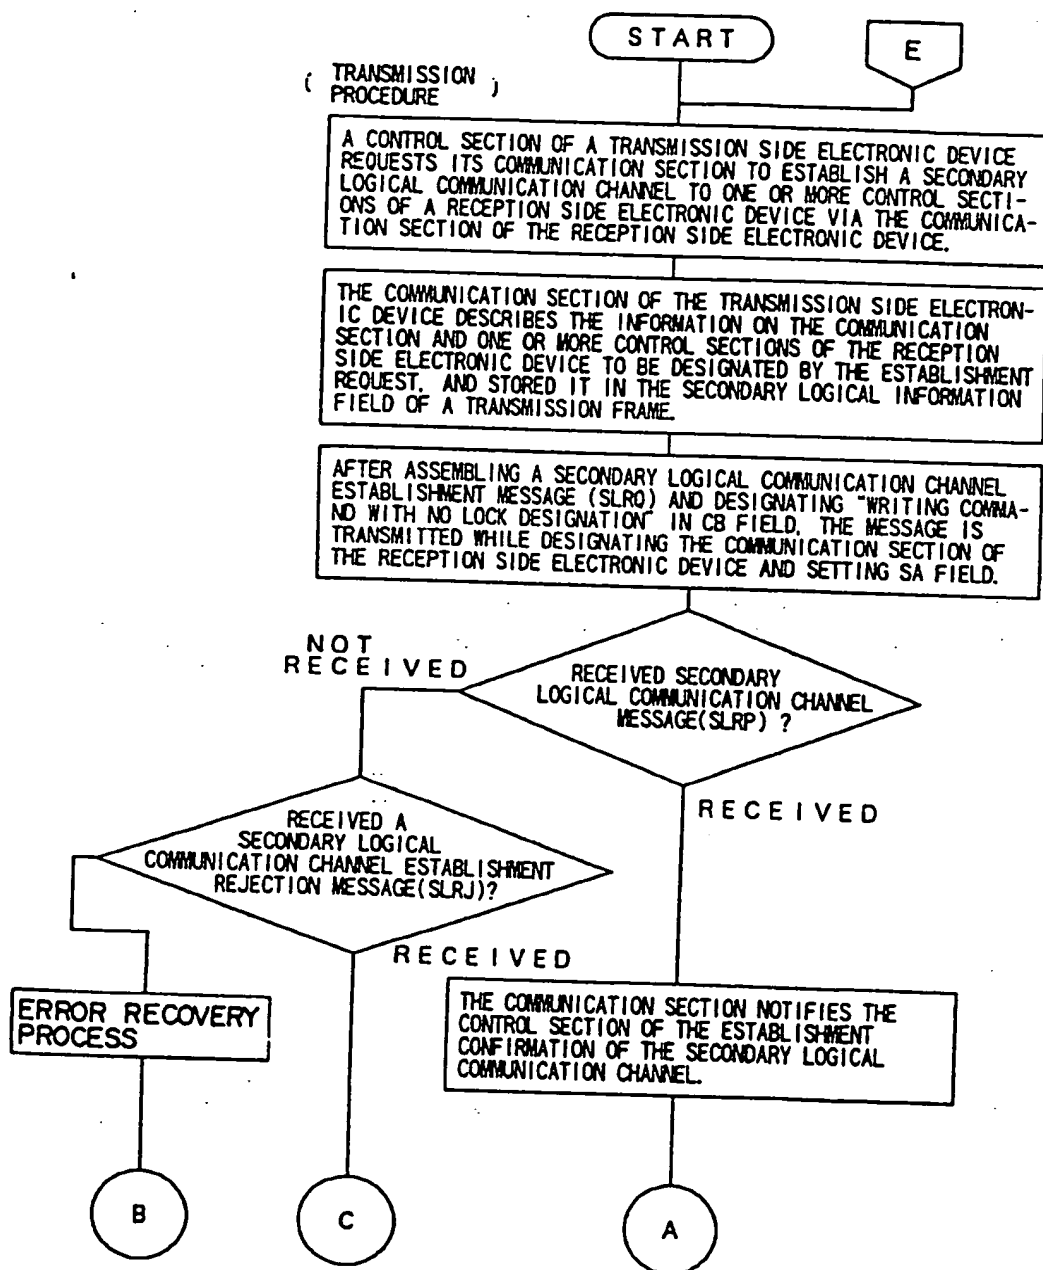 START
E
( TRANSMISSION )
PROCEDURE
A CONTROL SECTION OF A TRANSMISSION SIDE ELECTRONIC DEVICE
REQUESTS ITS COMMUNICATION SECTION TO ESTABLISH A SECONDARY
LOGICAL COMMUNICATION CHANNEL TO ONE OR MORE CONTROL SECTI-
ONS OF A RECEPTION SIDE ELECTRONIC DEVICE VIA THE COMMUNICA-
TION SECTION OF THE RECEPTION SIDE ELECTRONIC DEVICE.
THE COMMUNICATION SECTION OF THE TRANSMISSION SIDE ELECTRON-
IC DEVICE DESCRIBES THE INFORMATION ON THE COMMUNICATION
SECTION AND ONE OR MORE CONTROL SECTIONS OF THE RECEPTION
SIDE ELECTRONIC DEVICE TO BE DESIGNATED BY THE ESTABLISHMENT
REQUEST. AND STORED IT IN THE SECONDARY LOGICAL INFORMATION
FIELD OF A TRANSMISSION FRAME.
AFTER ASSEMBLING A SECONDARY LOGICAL COMMUNICATION CHANNEL
ESTABLISHMENT MESSAGE (SLRQ) AND DESIGNATING "WRITING COMMA-
ND WITH NO LOCK DESIGNATION" IN CB FIELD. THE MESSAGE IS
TRANSMITTED WHILE DESIGNATING THE COMMUNICATION SECTION OF
THE RECEPTION SIDE ELECTRONIC DEVICE AND SETTING SA FIELD.
NOT
RECEIVED
RECEIVED SECONDARY
LOGICAL COMMUNICATION CHANNEL
MESSAGE(SLRP) ?
RECEIVED
RECEIVED A
SECONDARY LOGICAL
COMMUNICATION CHANNEL ESTABLISHMENT
REJECTION MESSAGE(SLRJ)?
RECEIVED
ERROR RECOVERY
PROCESS
THE COMMUNICATION SECTION NOTIFIES THE
CONTROL SECTION OF THE ESTABLISHMENT
CONFIRMATION OF THE SECONDARY LOGICAL
COMMUNICATION CHANNEL.
B
C
A